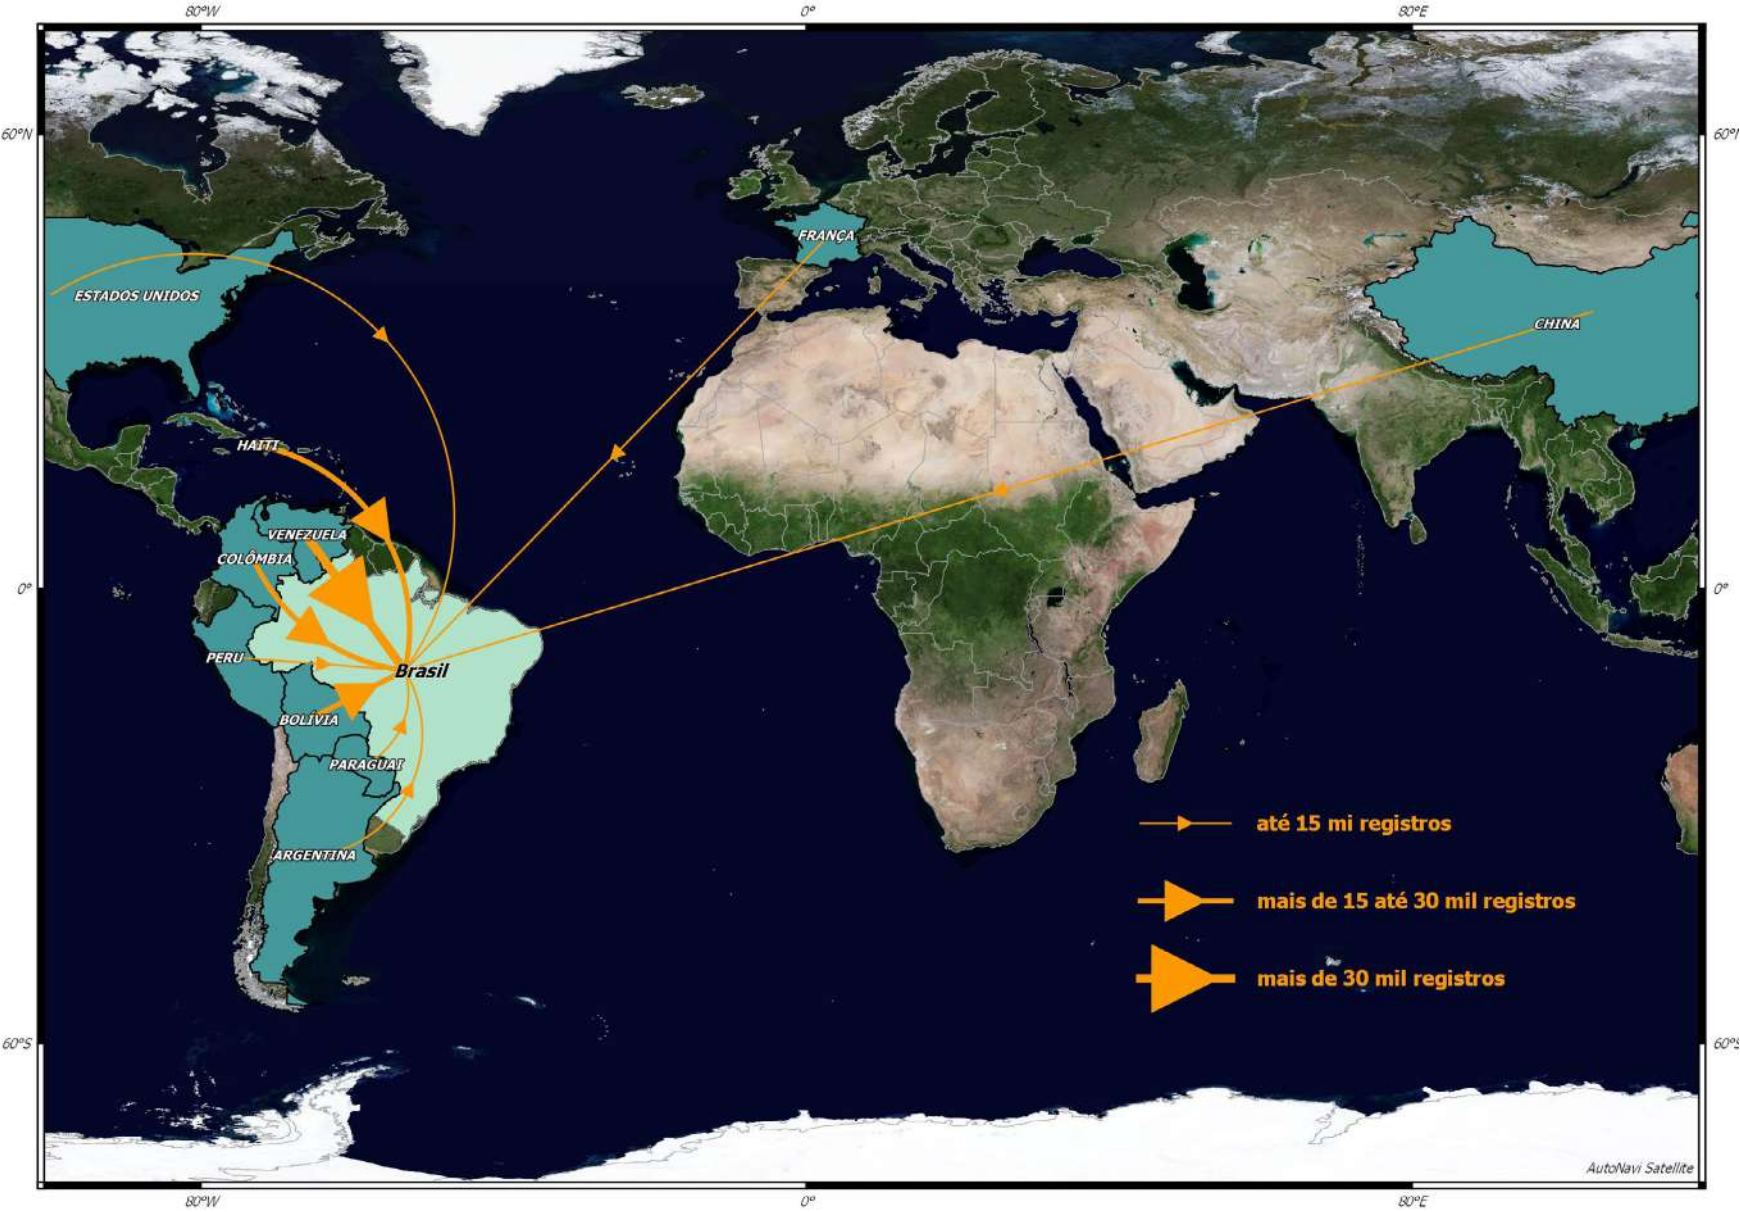 80°W 0° 80°E
60°N 60°N
FRANÇA
ESTADOS UNIDOS
CHINA
HAITI
VENEZUELA
COLÔMBIA
0° 0°
PERU
Brasil
BOLÍVIA
PARAGUAI
até 15 mi registros
ARGENTINA
mais de 15 até 30 mil registros
mais de 30 mil registros
60°S 60°S
AutoNavi Satellite
80°W 0° 80°E